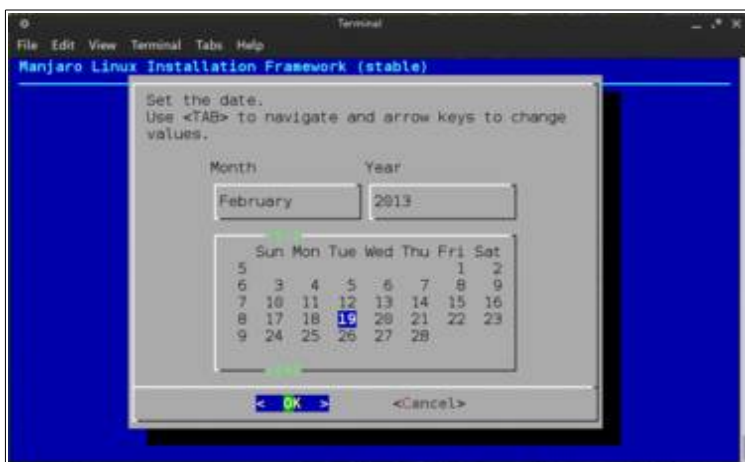 Terminal
File Edit View Terminal Tabs Help
Manjaro Linux Installation Framework (stable)
Set the date.
Use <TAB> to navigate and arrow keys to change
values.
Month Year
February 2013
Sun Mon Tue Wed Thu Fri Sat
5 1 2
6 3 4 5 6 7 8 9
7 10 11 12 13 14 15 16
8 17 18 19 20 21 22 23
9 24 25 26 27 28
< OK > <Cancel>